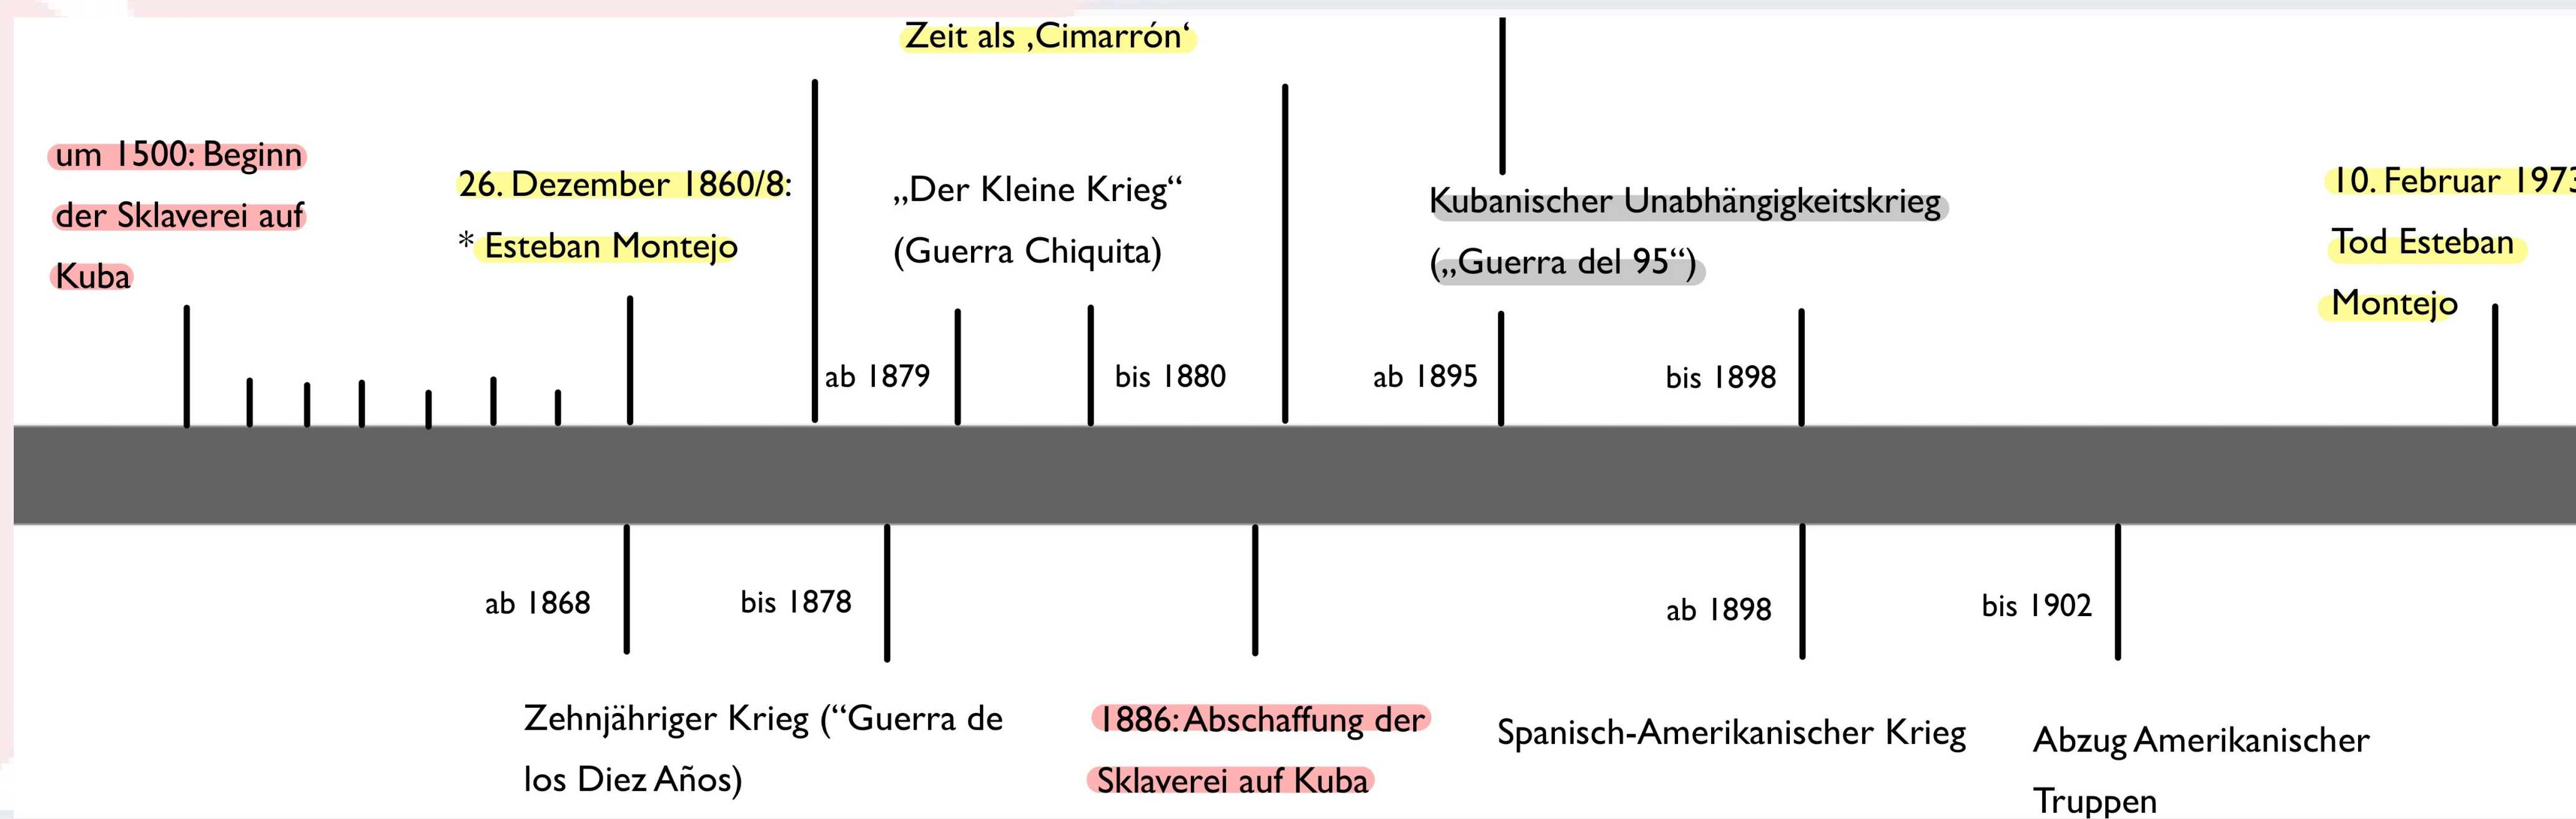 Zeit als ‚Cimarrón‘
um 1500: Beginn
der Sklaverei auf
Kuba
26. Dezember 1860/8:
* Esteban Montejo
„Der Kleine Krieg“
(Guerra Chiquita)
Kubanischer Unabhängigkeitskrieg
(„Guerra del 95“)
10. Februar 1973
Tod Esteban
Montejo
ab 1879
bis 1880
ab 1895
bis 1898
ab 1868
bis 1878
ab 1898
bis 1902
Zehnjähriger Krieg (“Guerra de
los Diez Años)
1886: Abschaffung der
Sklaverei auf Kuba
Spanisch-Amerikanischer Krieg
Abzug Amerikanischer
Truppen